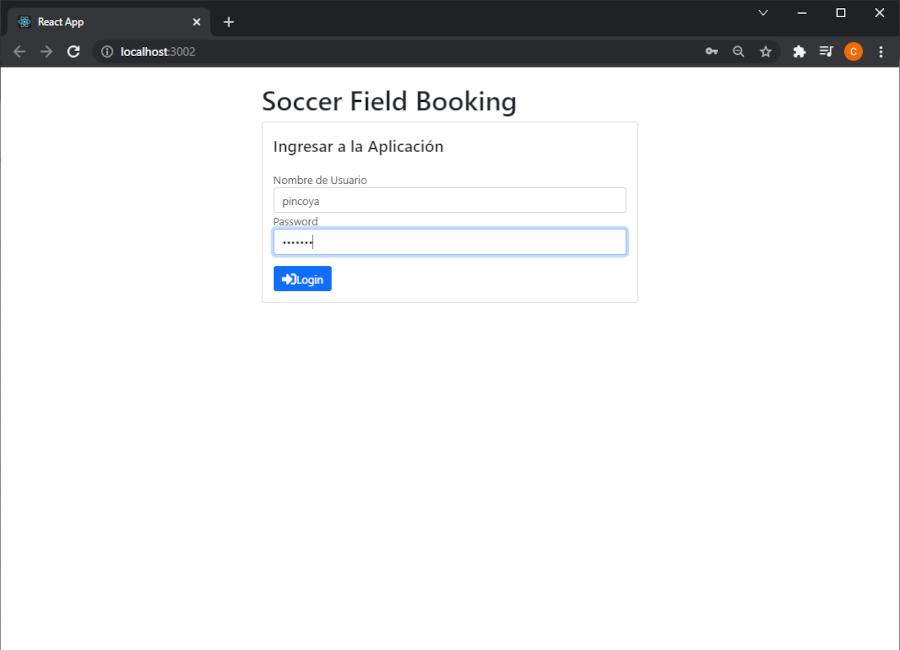 React App
localhost:3002
C
Soccer Field Booking
Ingresar a la Aplicación
Nombre de Usuario
pincoya
Password
•••••••
Login